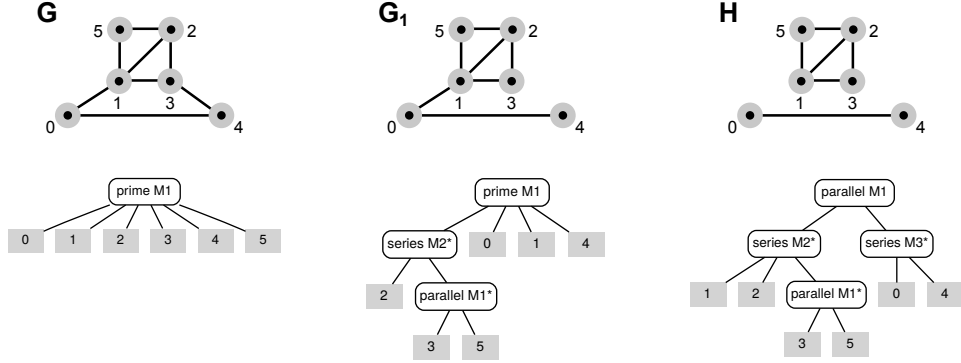 G
G1
H
5 2
5 2
5 2
1 3
1 3
1 3
0 4
0 4
0 4
prime M1
prime M1
parallel M1
0 1 2 3 4 5
series M2*
0 1 4
series M2*
series M3*
2
parallel M1*
1 2
parallel M1*
0 4
3 5
3 5